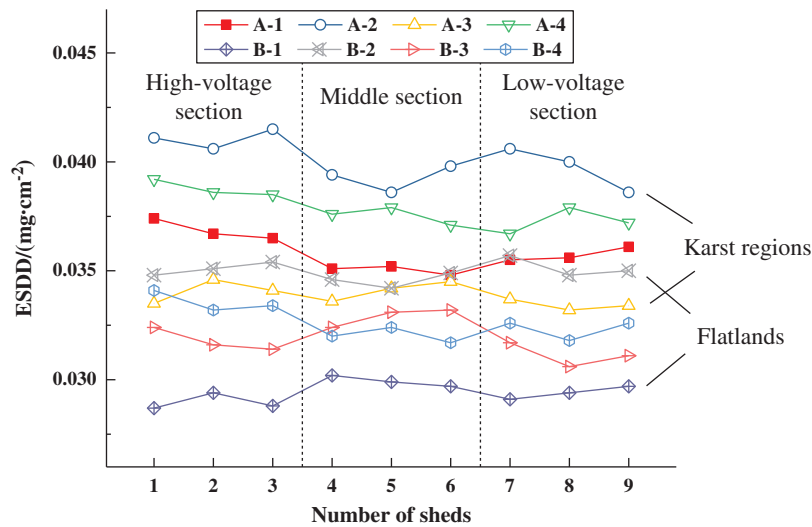 A-1 A-2 A-3 A-4
B-1 B-2 B-3 B-4
High-voltage
section
Middle section
Low-voltage
section
0.045
0.040
0.035
0.030
ESDD/(mg·cm⁻²)
Karst regions
Flatlands
1 2 3 4 5 6 7 8 9
Number of sheds